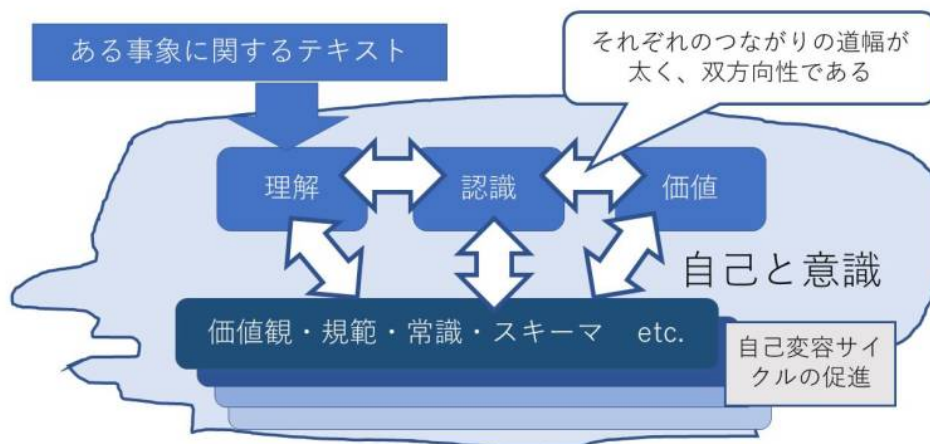 ある事象に関するテキスト
それぞれのつながりの道幅が
太く、双方向性である
理解
認識
価値
自己と意識
価値観・規範・常識・スキーマ　etc.
自己変容サイ
クルの促進